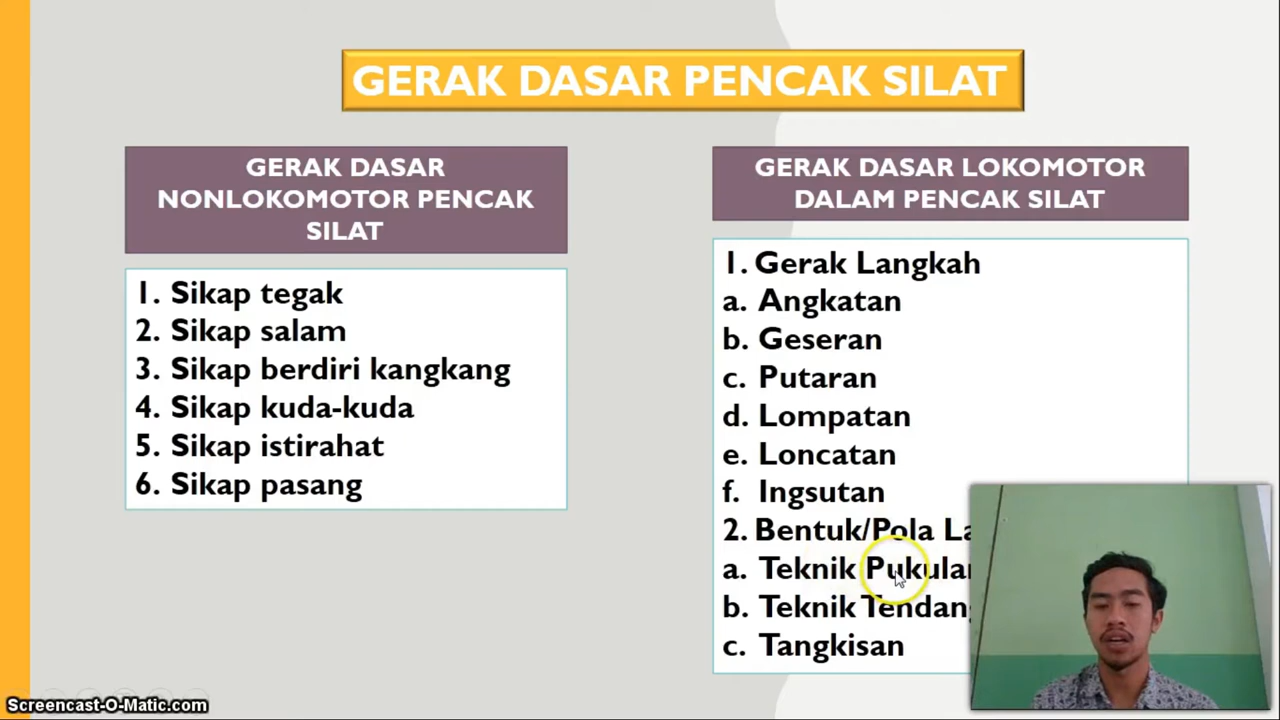 GERAK DASAR PENCAK SILAT
GERAK DASAR
NONLOKOMOTOR PENCAK
SILAT
1. Sikap tegak
2. Sikap salam
3. Sikap berdiri kangkang
4. Sikap kuda-kuda
5. Sikap istirahat
6. Sikap pasang
GERAK DASAR LOKOMOTOR
DALAM PENCAK SILAT
1. Gerak Langkah
a. Angkatan
b. Geseran
c. Putaran
d. Lompatan
e. Loncatan
f. Ingsutan
2. Bentuk/Pola
a. Teknik
b. Teknik
c. Tangkisan
Screencast-O-Matic.com